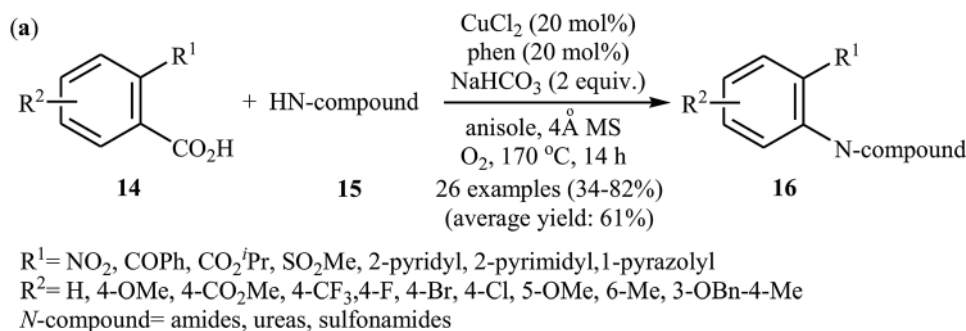 (a)
R¹
R²
CO₂H
14
+ HN-compound
15
CuCl₂ (20 mol%)
phen (20 mol%)
NaHCO₃ (2 equiv.)
anisole, 4Å MS
O₂, 170 °C, 14 h
26 examples (34-82%)
(average yield: 61%)
R¹
R²
N-compound
16
R¹= NO₂, COPh, CO₂ⁱPr, SO₂Me, 2-pyridyl, 2-pyrimidyl,1-pyrazolyl
R²= H, 4-OMe, 4-CO₂Me, 4-CF₃,4-F, 4-Br, 4-Cl, 5-OMe, 6-Me, 3-OBn-4-Me
N-compound= amides, ureas, sulfonamides